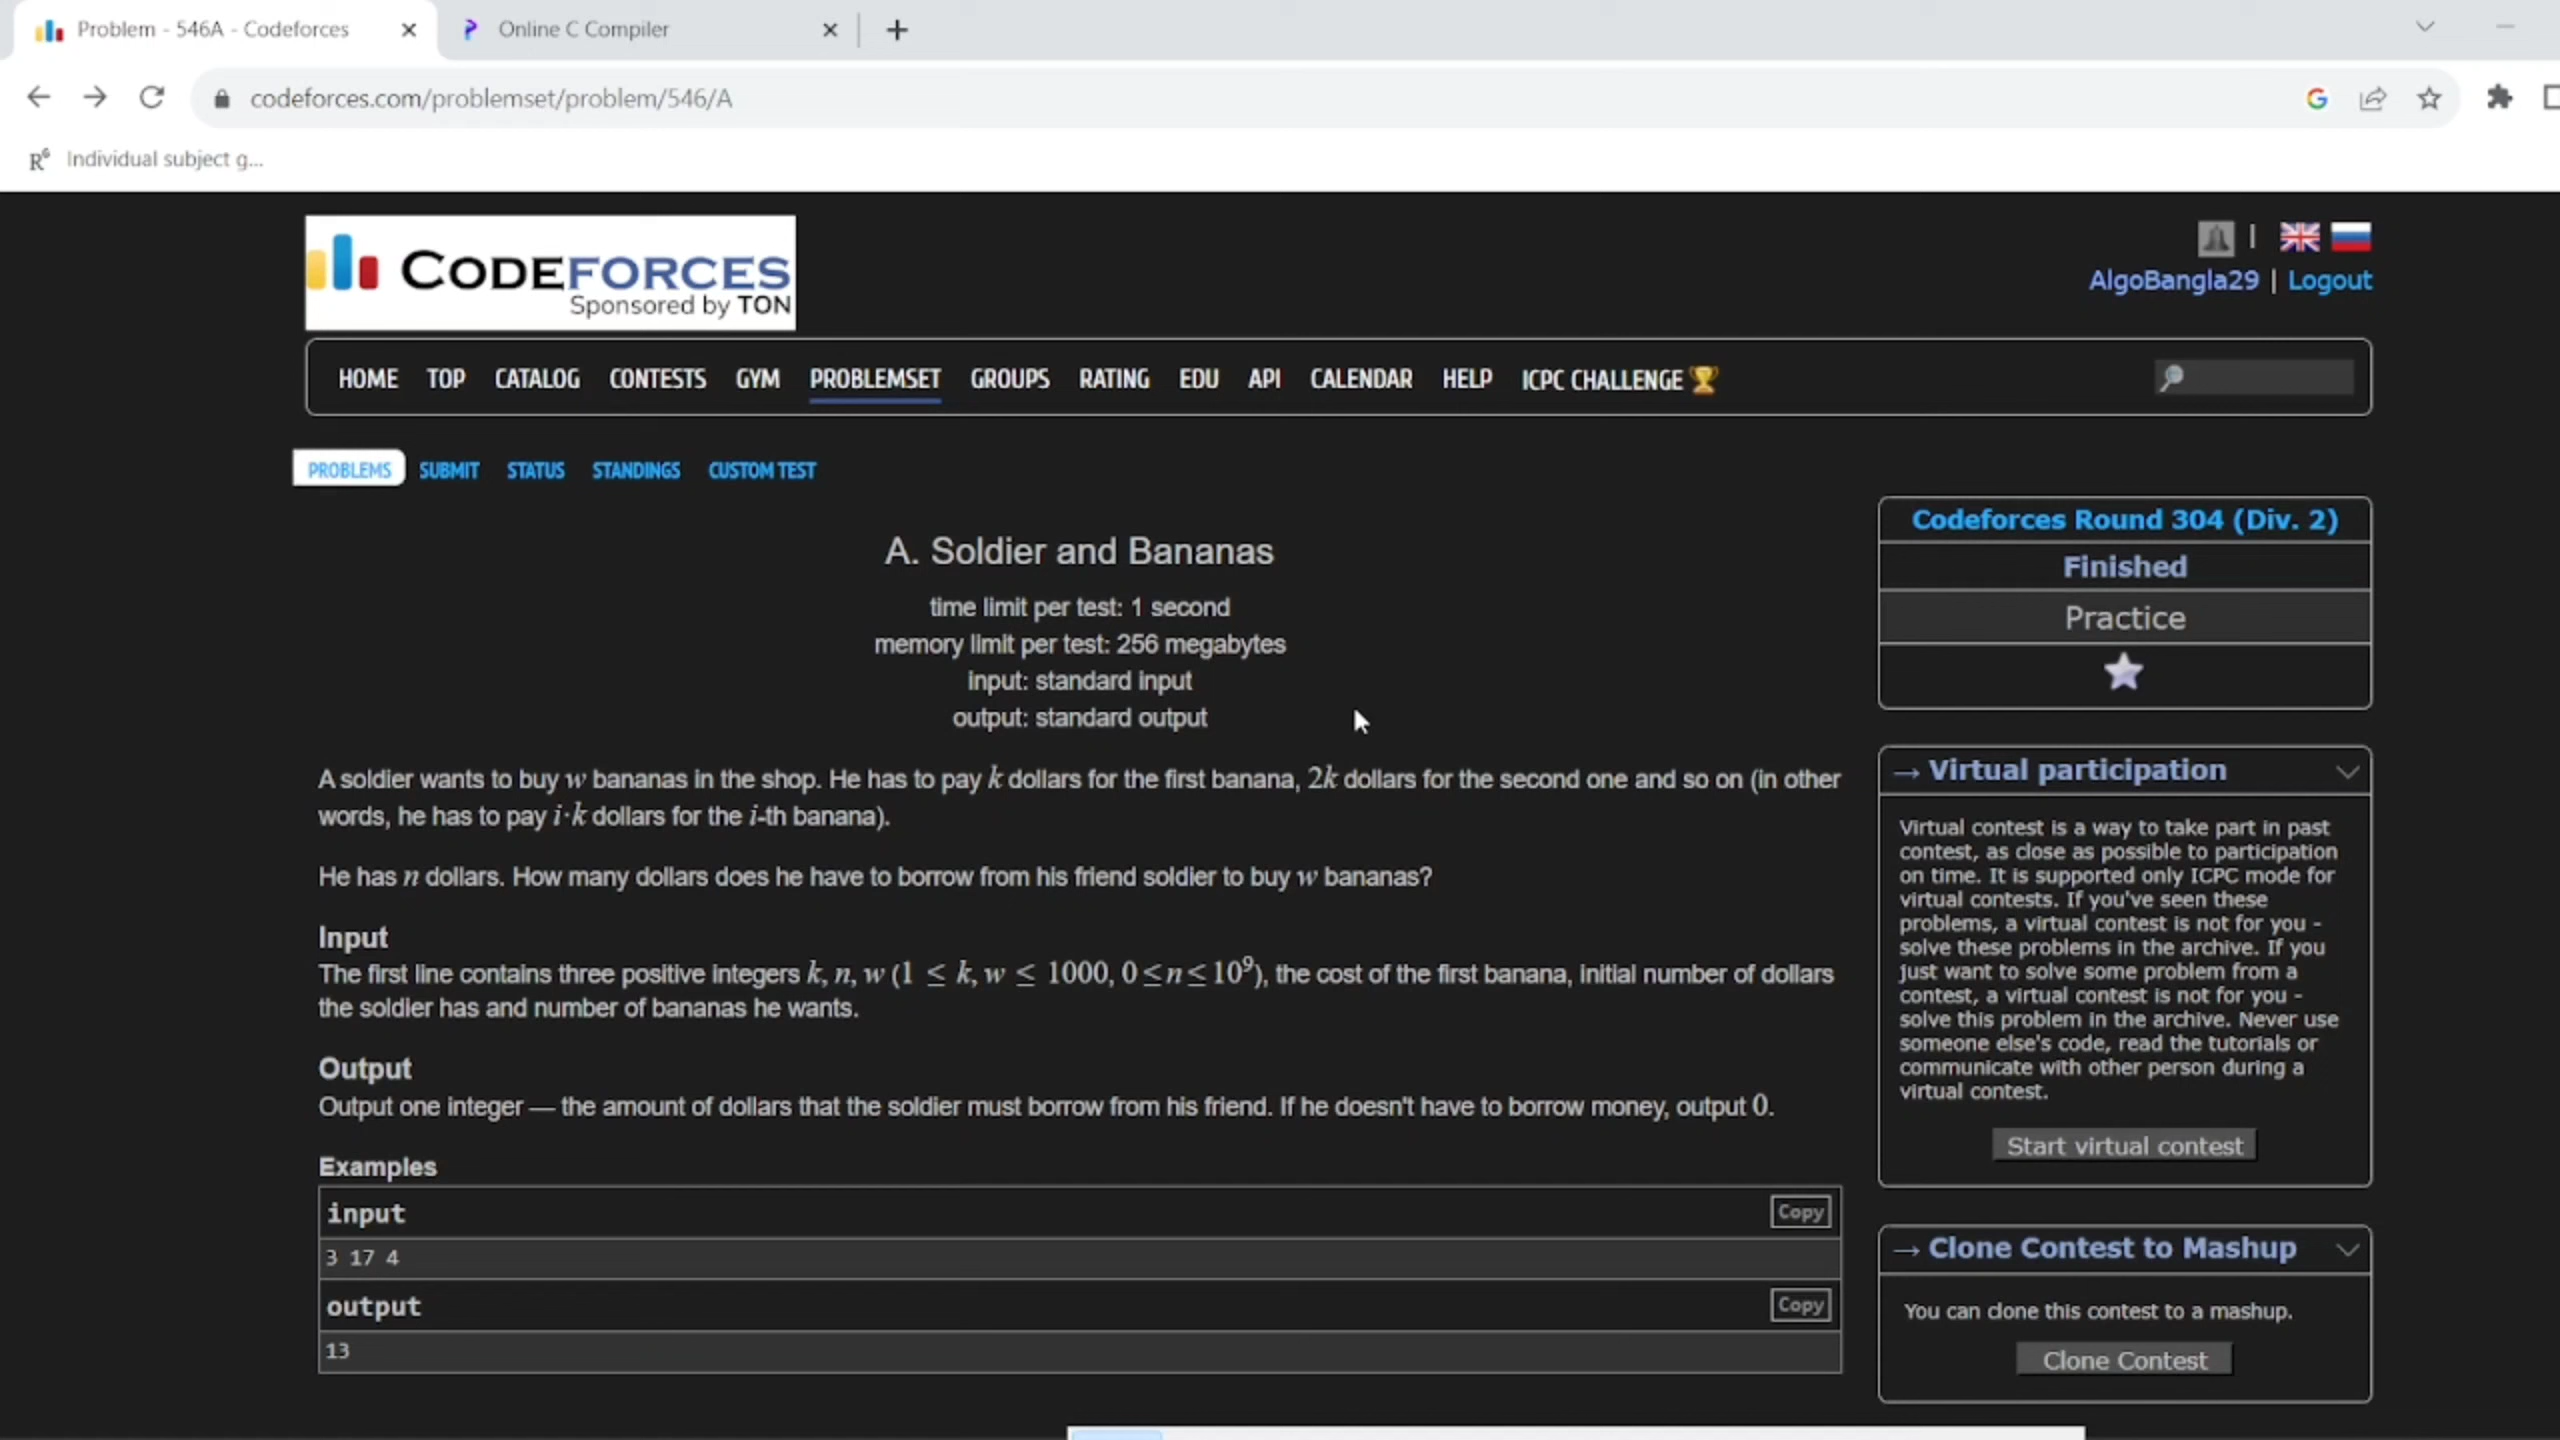 Problem - 546A - Codeforces
Online C Compiler
codeforces.com/problemset/problem/546/A
Individual subject g...
CODEFORCES
Sponsored by TON
AlgoBangla29 | Logout
HOME TOP CATALOG CONTESTS GYM PROBLEMSET GROUPS RATING EDU API CALENDAR HELP ICPC CHALLENGE
PROBLEMS SUBMIT STATUS STANDINGS CUSTOM TEST
A. Soldier and Bananas
time limit per test: 1 second
memory limit per test: 256 megabytes
input: standard input
output: standard output
A soldier wants to buy w bananas in the shop. He has to pay k dollars for the first banana, 2k dollars for the second one and so on (in other
words, he has to pay i·k dollars for the i-th banana).
He has n dollars. How many dollars does he have to borrow from his friend soldier to buy w bananas?
Input
The first line contains three positive integers k, n, w (1 ≤ k, w ≤ 1000, 0 ≤ n ≤ 10⁹), the cost of the first banana, initial number of dollars
the soldier has and number of bananas he wants.
Output
Output one integer — the amount of dollars that the soldier must borrow from his friend. If he doesn't have to borrow money, output 0.
Examples
input
Copy
3 17 4
output
Copy
13
Codeforces Round 304 (Div. 2)
Finished
Practice
→ Virtual participation
Virtual contest is a way to take part in past
contest, as close as possible to participation
on time. It is supported only ICPC mode for
virtual contests. If you've seen these
problems, a virtual contest is not for you -
solve these problems in the archive. If you
just want to solve some problem from a
contest, a virtual contest is not for you -
solve this problem in the archive. Never use
someone else's code, read the tutorials or
communicate with other person during a
virtual contest.
Start virtual contest
→ Clone Contest to Mashup
You can clone this contest to a mashup.
Clone Contest